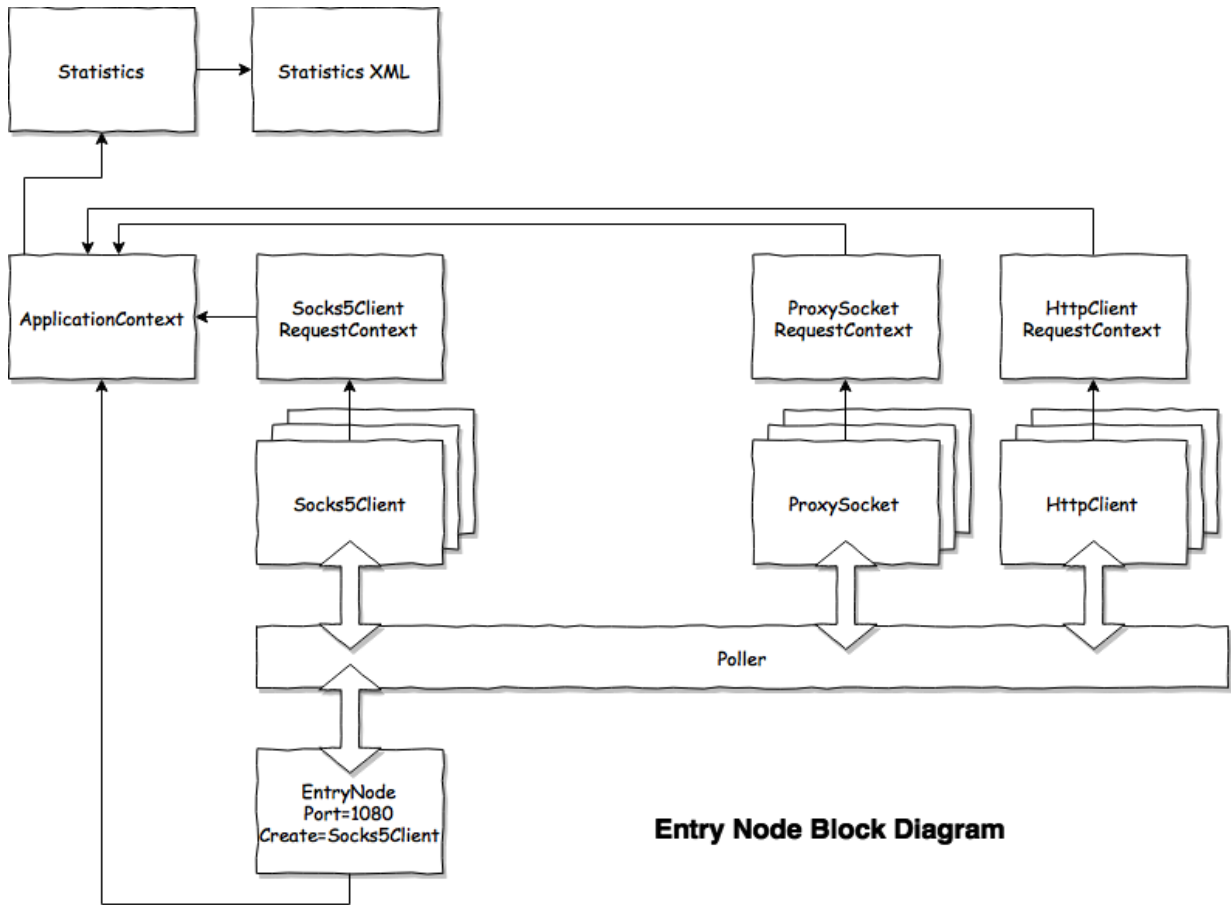 Statistics
Statistics XML
ApplicationContext
Socks5Client
RequestContext
ProxySocket
RequestContext
HttpClient
RequestContext
Socks5Client
ProxySocket
HttpClient
Poller
EntryNode
Port=1080
Create=Socks5Client
Entry Node Block Diagram